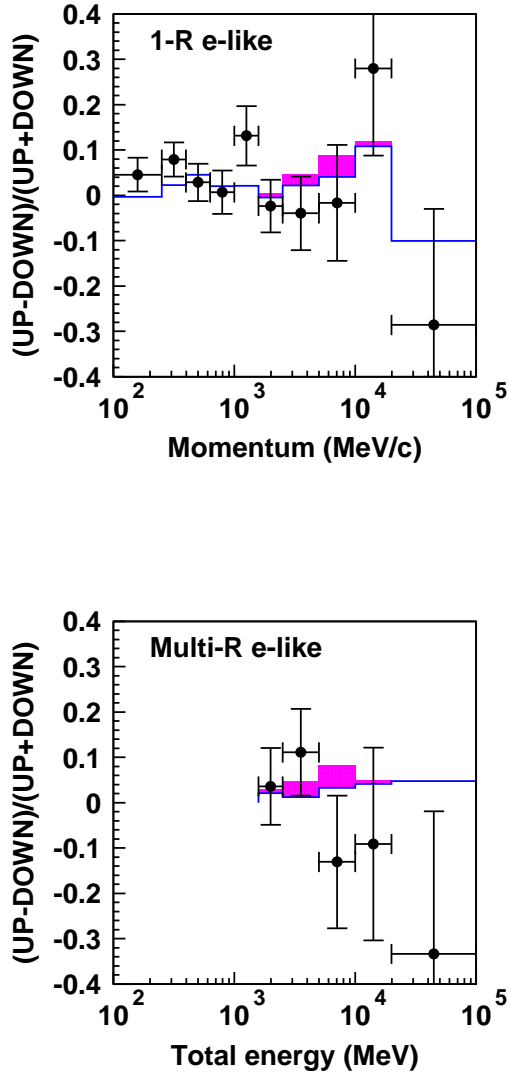 1-R e-like
(UP-DOWN)/(UP+DOWN)
0.4
0.3
0.2
0.1
0
-0.1
-0.2
-0.3
-0.4
10² 10³ 10⁴ 10⁵
Momentum (MeV/c)
Multi-R e-like
(UP-DOWN)/(UP+DOWN)
0.4
0.3
0.2
0.1
0
-0.1
-0.2
-0.3
-0.4
10² 10³ 10⁴ 10⁵
Total energy (MeV)